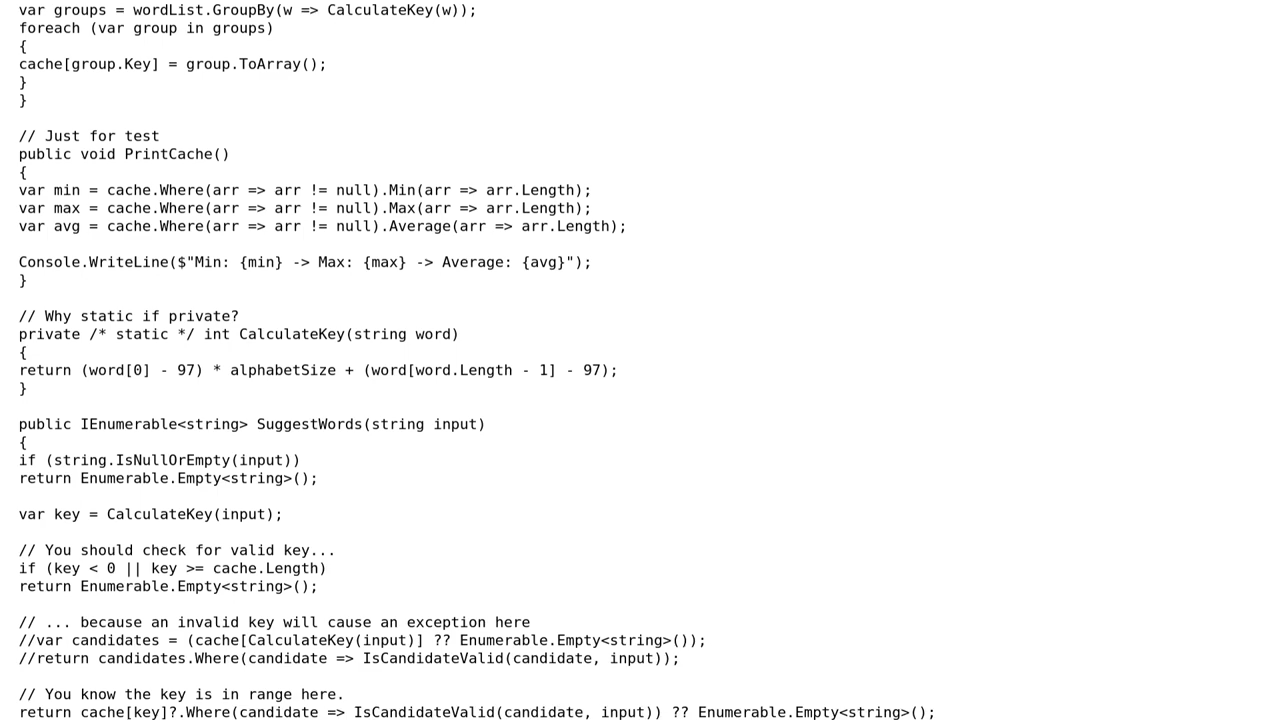 var groups = wordList.GroupBy(w => CalculateKey(w));
foreach (var group in groups)
{
cache[group.Key] = group.ToArray();
}
}

// Just for test
public void PrintCache()
{
var min = cache.Where(arr => arr != null).Min(arr => arr.Length);
var max = cache.Where(arr => arr != null).Max(arr => arr.Length);
var avg = cache.Where(arr => arr != null).Average(arr => arr.Length);

Console.WriteLine($"Min: {min} -> Max: {max} -> Average: {avg}");
}

// Why static if private?
private /* static */ int CalculateKey(string word)
{
return (word[0] - 97) * alphabetSize + (word[word.Length - 1] - 97);
}

public IEnumerable<string> SuggestWords(string input)
{
if (string.IsNullOrEmpty(input))
return Enumerable.Empty<string>();

var key = CalculateKey(input);

// You should check for valid key...
if (key < 0 || key >= cache.Length)
return Enumerable.Empty<string>();

// ... because an invalid key will cause an exception here
//var candidates = (cache[CalculateKey(input)] ?? Enumerable.Empty<string>());
//return candidates.Where(candidate => IsCandidateValid(candidate, input));

// You know the key is in range here.
return cache[key]?.Where(candidate => IsCandidateValid(candidate, input)) ?? Enumerable.Empty<string>();